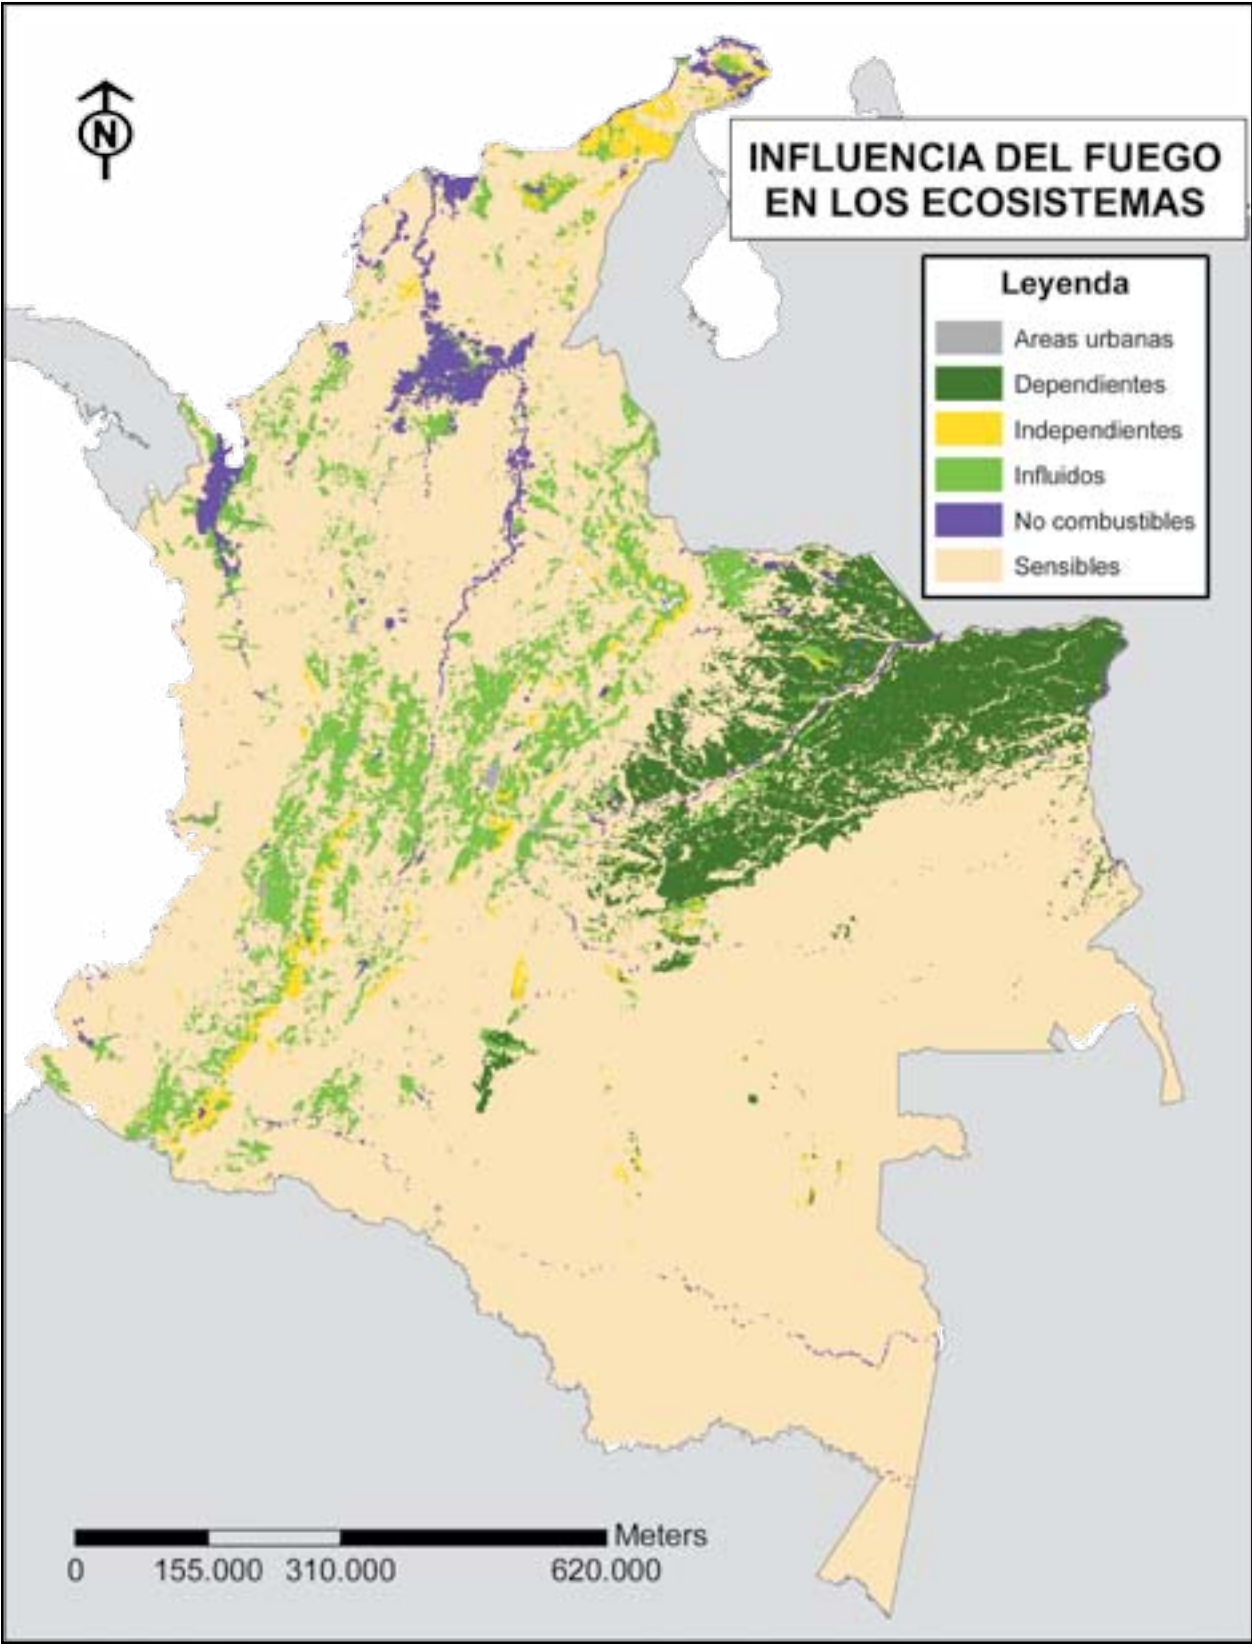 N
INFLUENCIA DEL FUEGO
EN LOS ECOSISTEMAS
Leyenda
Areas urbanas
Dependientes
Independientes
Influidos
No combustibles
Sensibles
Meters
0 155.000 310.000 620.000